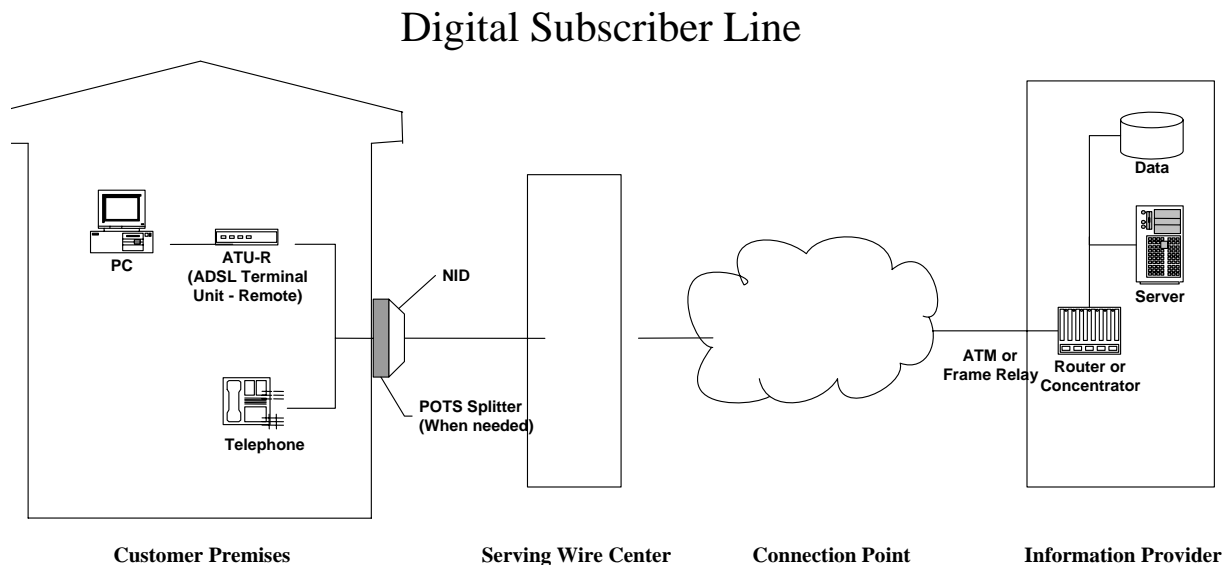 Digital Subscriber Line
PC
ATU-R
(ADSL Terminal
Unit - Remote)
Telephone
NID
POTS Splitter
(When needed)
ATM or
Frame Relay
Data
Server
Router or
Concentrator
Customer Premises
Serving Wire Center
Connection Point
Information Provider